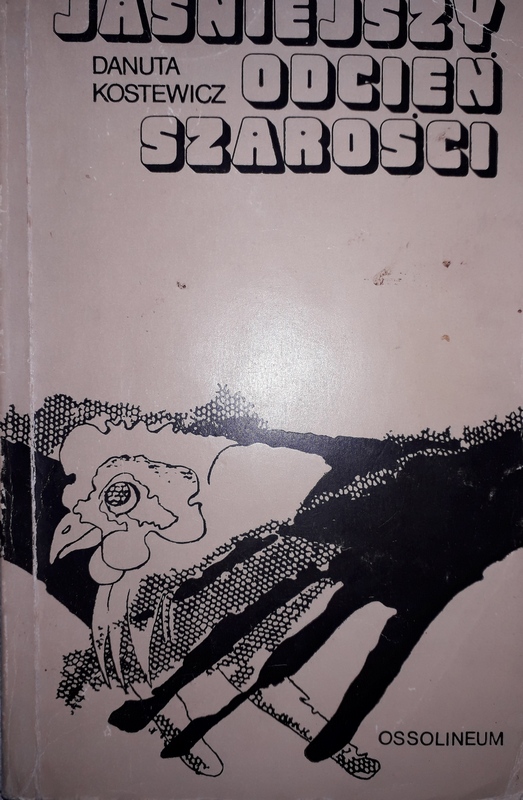 JAŚNIEJSZY
DANUTA
KOSTEWICZ
ODCIEŃ
SZAROŚCI
OSSOLINEUM